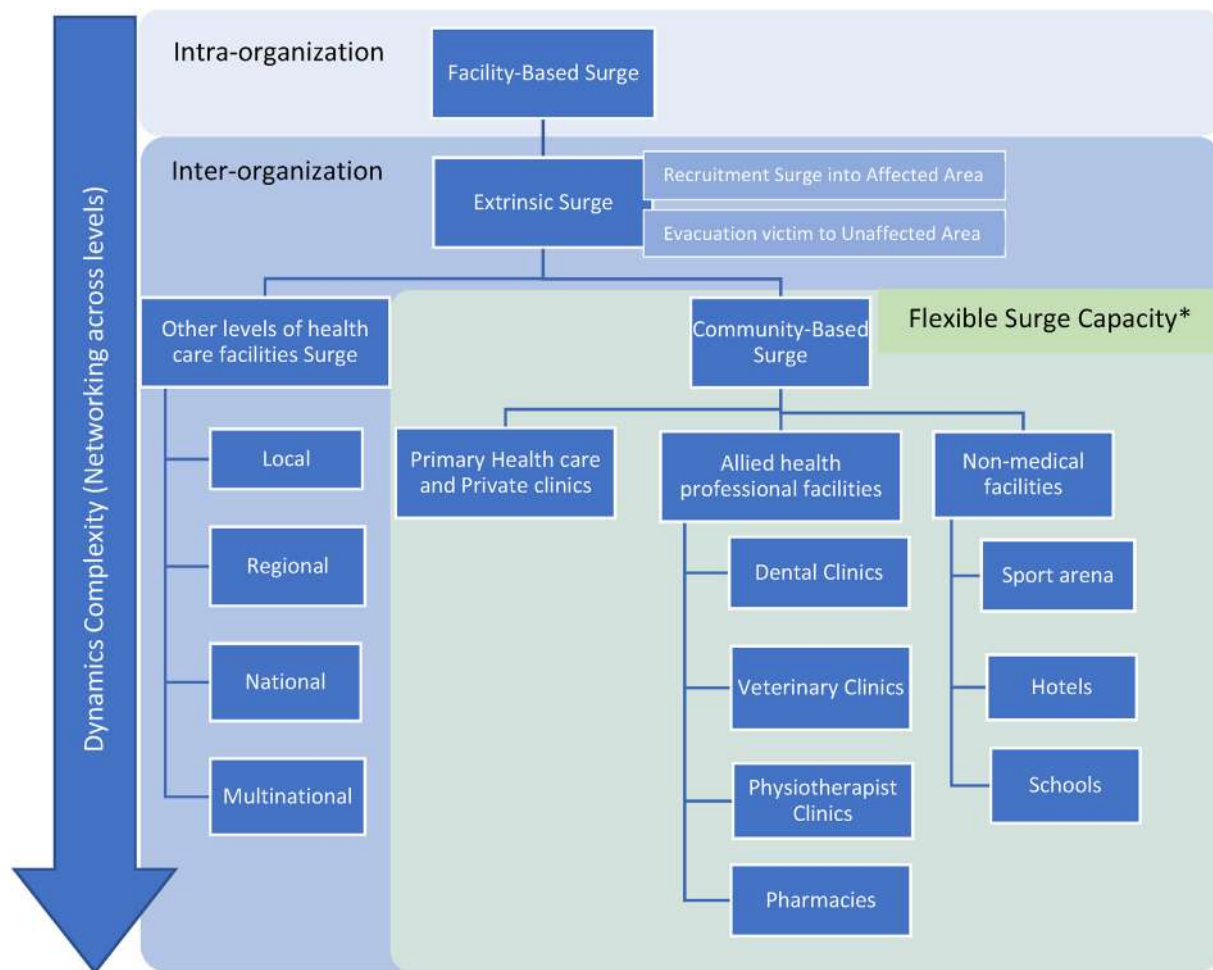 Intra-organization
Facility-Based Surge
Inter-organization
Extrinsic Surge
Recruitment Surge into Affected Area
Evacuation victim to Unaffected Area
Dynamics Complexity (Networking across levels)
Other levels of health
care facilities Surge
Community-Based
Surge
Flexible Surge Capacity*
Local
Regional
National
Multinational
Primary Health care
and Private clinics
Allied health
professional facilities
Dental Clinics
Veterinary Clinics
Physiotherapist
Clinics
Pharmacies
Non-medical
facilities
Sport arena
Hotels
Schools